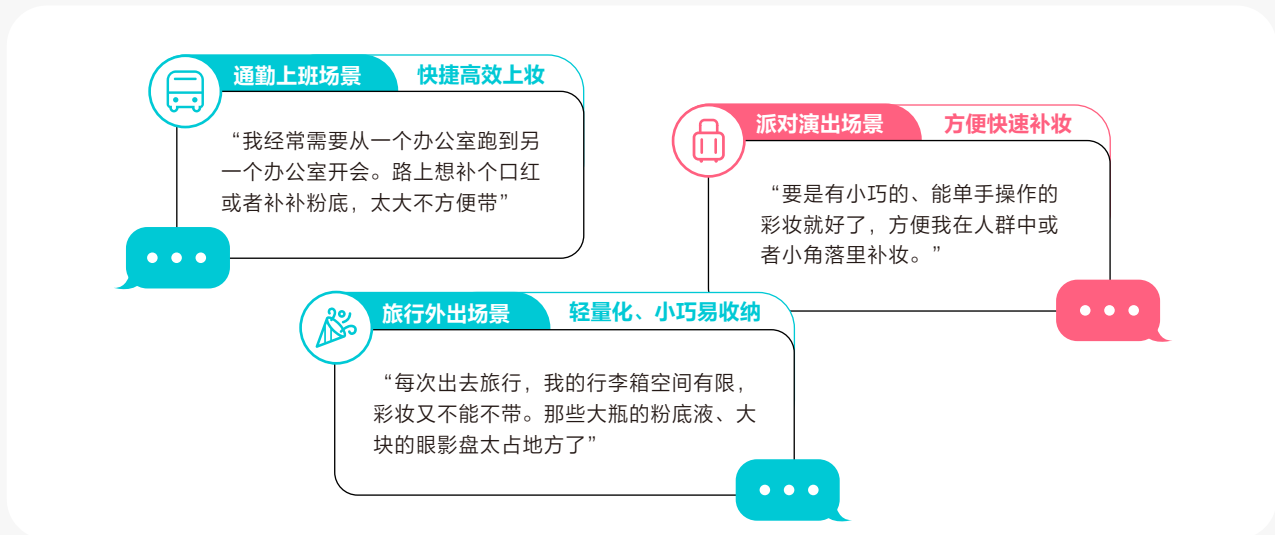 通勤上班场景 快捷高效上妆
“我经常需要从一个办公室跑到另
一个办公室开会。路上想补个口红
或者补补粉底，太大不方便带”
派对演出场景 方便快速补妆
“要是有小巧的、能单手操作的
彩妆就好了，方便我在人群中或
者小角落里补妆。”
旅行外出场景 轻量化、小巧易收纳
“每次出去旅行，我的行李箱空间有限，
彩妆又不能不带。那些大瓶的粉底液、大
块的眼影盘太占地方了”